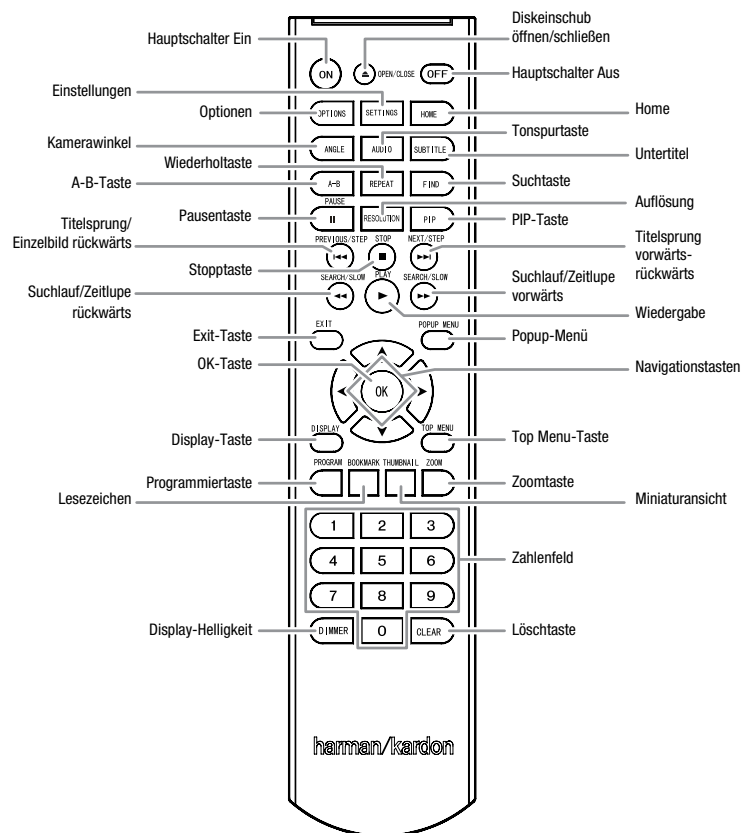 Diskeinschub
öffnen/schließen
Hauptschalter Ein
ON
OPEN/CLOSE
OFF
Hauptschalter Aus
Einstellungen
Optionen
OPTIONS
SETTINGS
HOME
Home
Kamerawinkel
Tonspurtaste
ANGLE
AUDIO
SUBTITLE
Untertitel
Wiederholtaste
A-B-Taste
A-B
REPEAT
FIND
Suchtaste
PAUSE
Auflösung
Pausentaste
RESOLUTION
PIP
PIP-Taste
Titelsprung/
Einzelbild rückwärts
PREVIOUS/STEP
STOP
NEXT/STEP
Titelsprung
vorwärts-
rückwärts
Stopptaste
SEARCH/SLOW
PLAY
SEARCH/SLOW
Suchlauf/Zeitlupe
rückwärts
Suchlauf/Zeitlupe
vorwärts
Wiedergabe
EXIT
POPUP MENU
Exit-Taste
Popup-Menü
OK-Taste
OK
Navigationstasten
DISPLAY
TOP MENU
Display-Taste
Top Menu-Taste
PROGRAM
BOOKMARK
THUMBNAIL
ZOOM
Programmiertaste
Zoomtaste
Lesezeichen
Miniaturansicht
1 2 3
4 5 6
Zahlenfeld
7 8 9
Display-Helligkeit
DIMMER
0
CLEAR
Löschtaste
harman/kardon